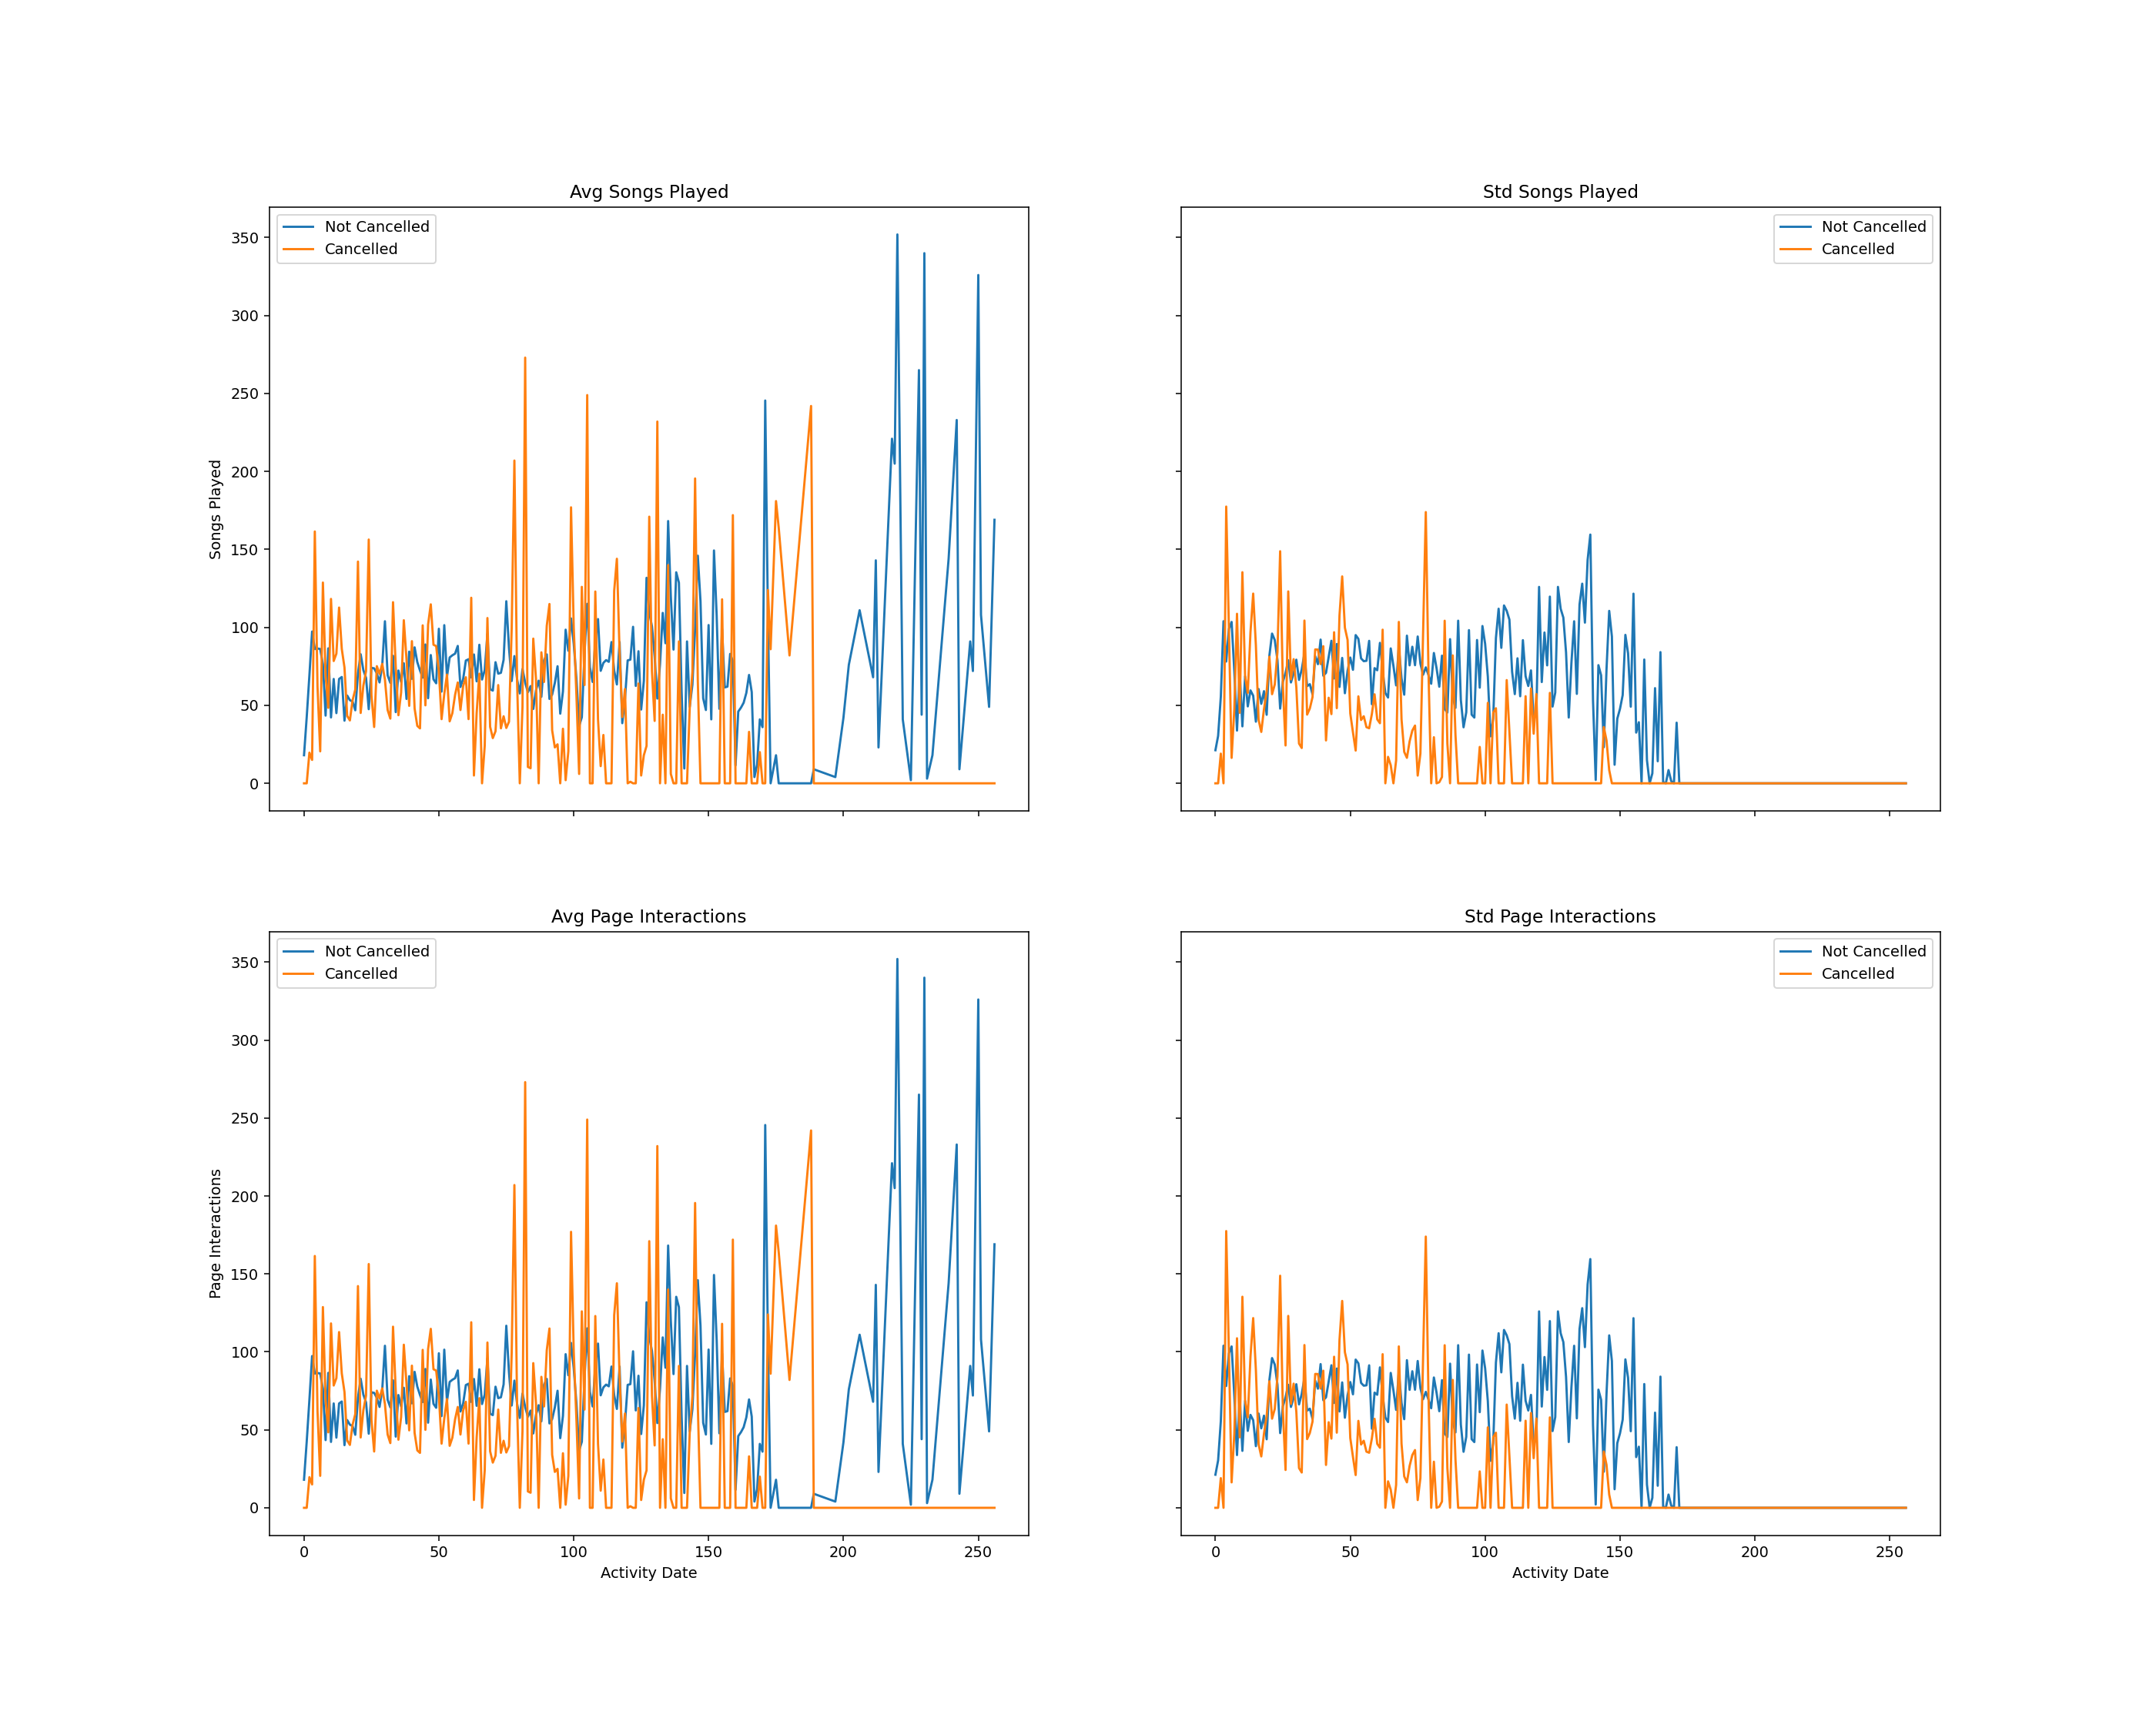 Avg Songs Played
Std Songs Played
Not Cancelled
Cancelled
Not Cancelled
Cancelled
350
300
250
200
150
100
50
0
Songs Played
Avg Page Interactions
Std Page Interactions
Not Cancelled
Cancelled
Not Cancelled
Cancelled
350
300
250
200
150
100
50
0
Page Interactions
0 50 100 150 200 250
0 50 100 150 200 250
Activity Date
Activity Date